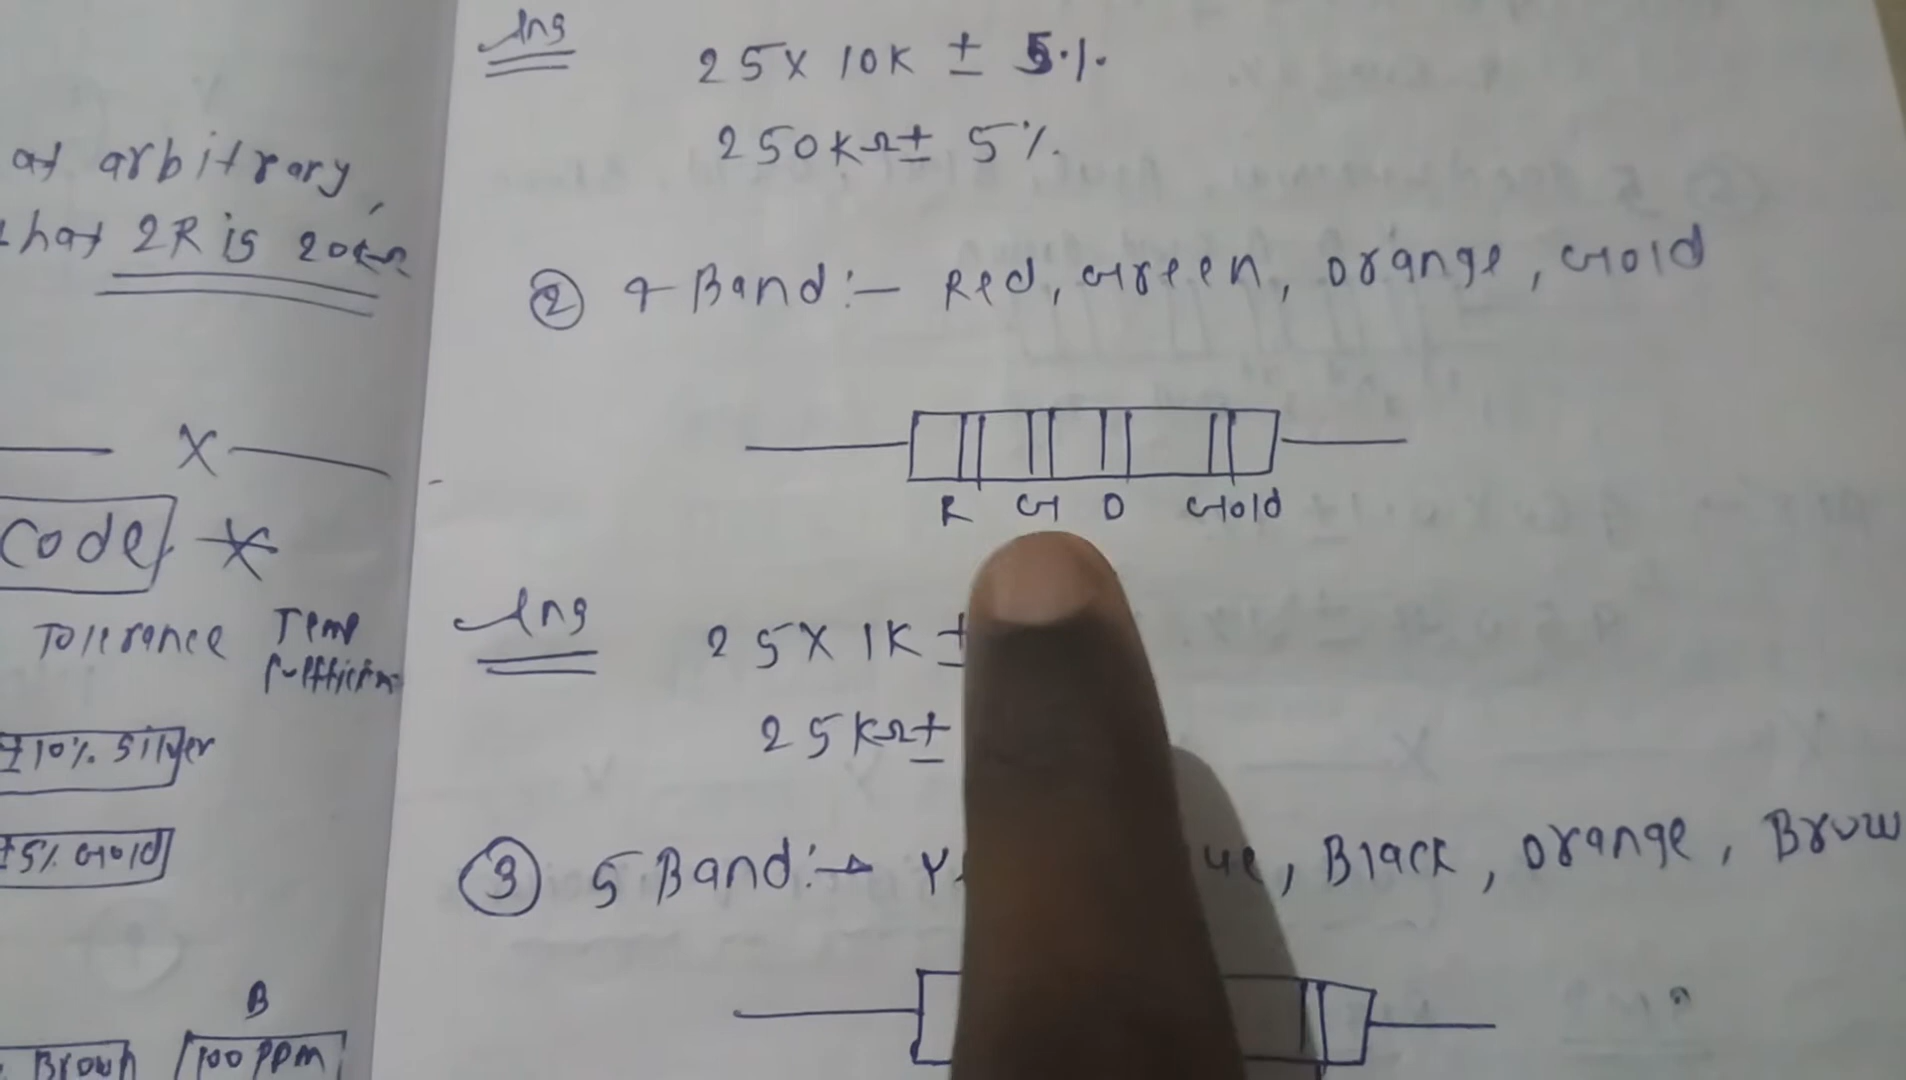 at arbitrary,
that 2R is 20kΩ
X
Code *
Tolerance Temp
±10% Silver
±5% Gold
B
Brown 100 PPM
Ans
25 X 10K ± 5%
250KΩ ± 5%
② 4 Band :- Red, Green, Orange, Gold
R G O Gold
Ans
25 X 1K ±
25KΩ ±
③ 5 Band :→ Black, Orange,